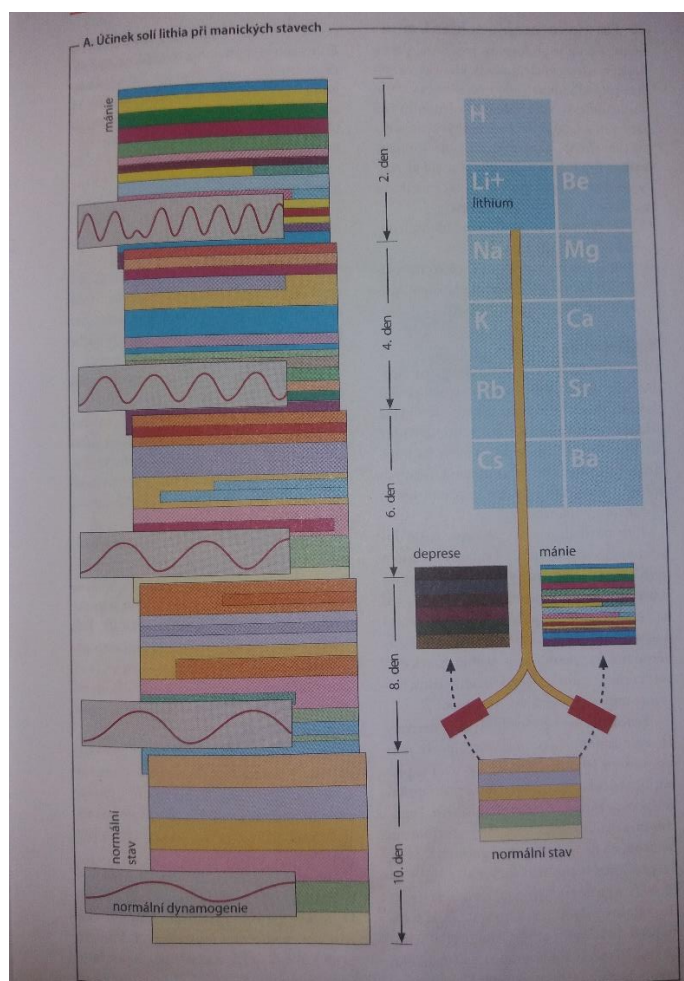 A. Účinek solí lithia při manických stavech
mánie
2. den
4. den
6. den
8. den
10. den
normální
stav
normální dynamogenie
H
Li+
lithium
Be
Na
Mg
K
Ca
Rb
Sr
Cs
Ba
deprese
mánie
normální stav